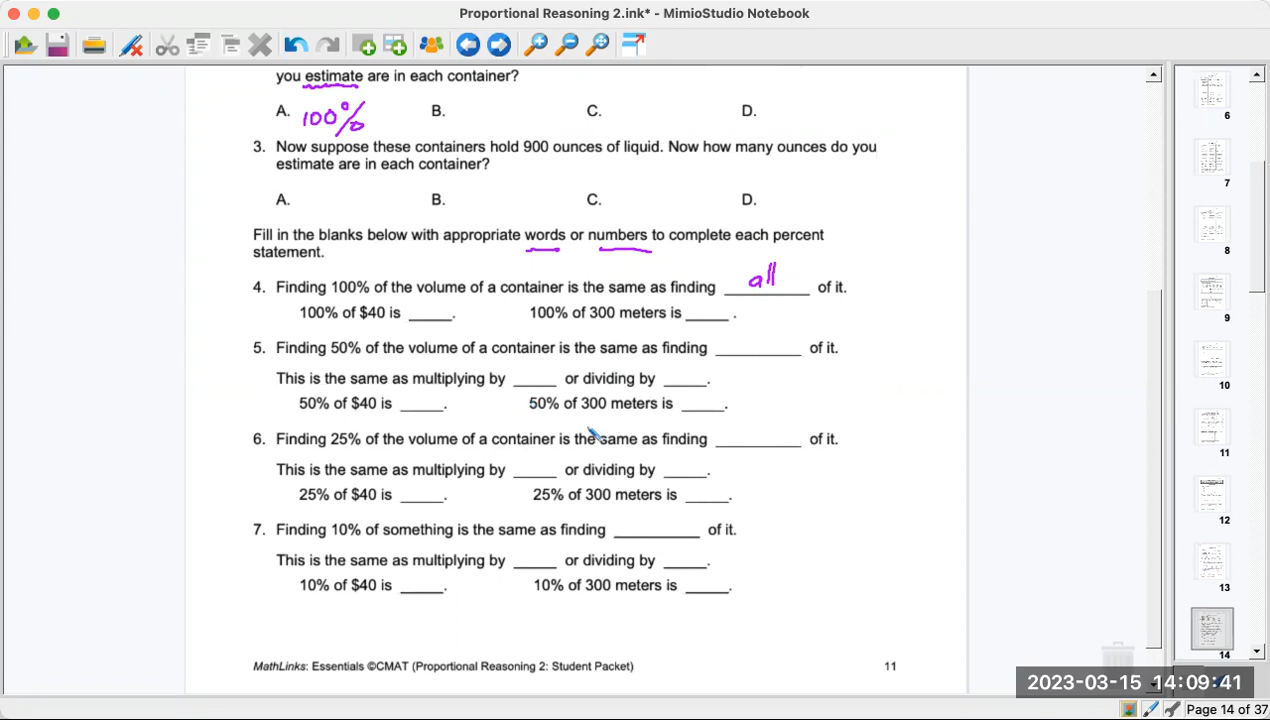 Proportional Reasoning 2.ink* - MimioStudio Notebook
you estimate are in each container?
A. 100% B. C. D.
3. Now suppose these containers hold 900 ounces of liquid. Now how many ounces do you
estimate are in each container?
A. B. C. D.
Fill in the blanks below with appropriate words or numbers to complete each percent
statement.
4. Finding 100% of the volume of a container is the same as finding all of it.
100% of $40 is _____. 100% of 300 meters is _____ .
5. Finding 50% of the volume of a container is the same as finding __________ of it.
This is the same as multiplying by _____ or dividing by _____.
50% of $40 is _____. 50% of 300 meters is _____.
6. Finding 25% of the volume of a container is the same as finding __________ of it.
This is the same as multiplying by _____ or dividing by _____.
25% of $40 is _____. 25% of 300 meters is _____.
7. Finding 10% of something is the same as finding __________ of it.
This is the same as multiplying by _____ or dividing by _____.
10% of $40 is _____. 10% of 300 meters is _____.
MathLinks: Essentials ©CMAT (Proportional Reasoning 2: Student Packet) 11
6
7
8
9
10
11
12
13
14
2023-03-15 14:09:41
Page 14 of 37